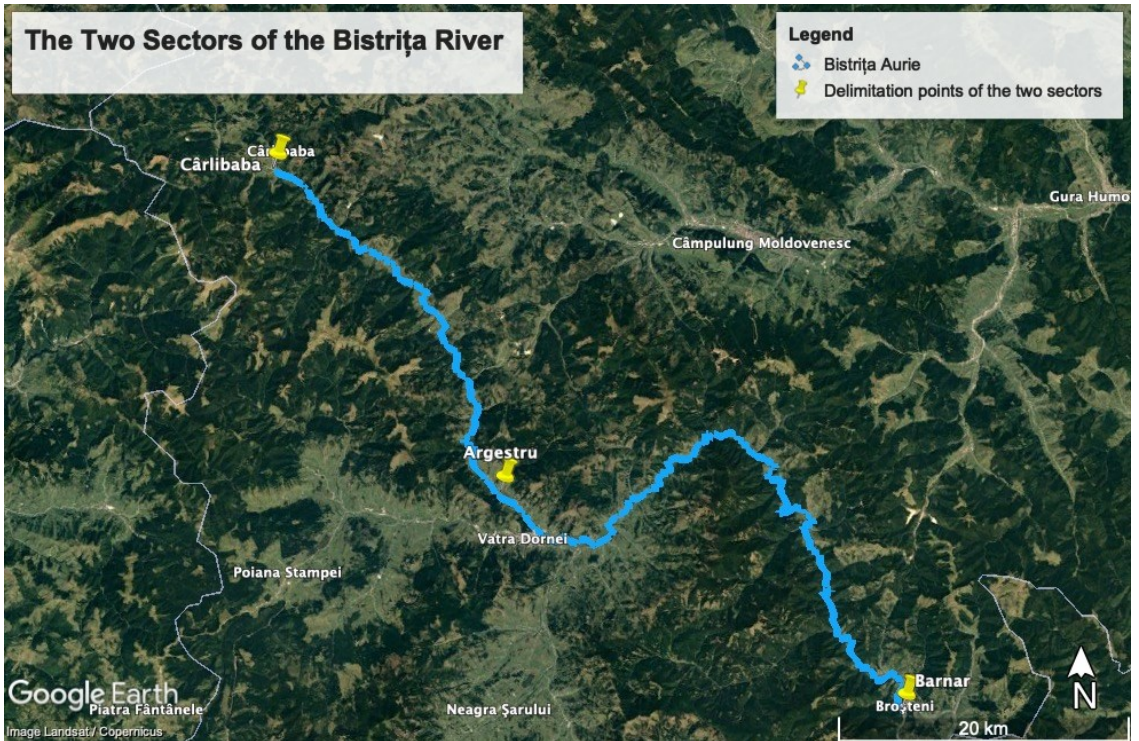 The Two Sectors of the Bistrița River
Legend
Bistrița Aurie
Delimitation points of the two sectors
Cârlibaba
Gura Humo
Câmpulung Moldovenesc
Argestru
Vatra Dornei
Poiana Stampei
Barnar
Broșteni
N
20 km
Google Earth
Piatra Fântânele
Neagra Șarului
Image Landsat / Copernicus